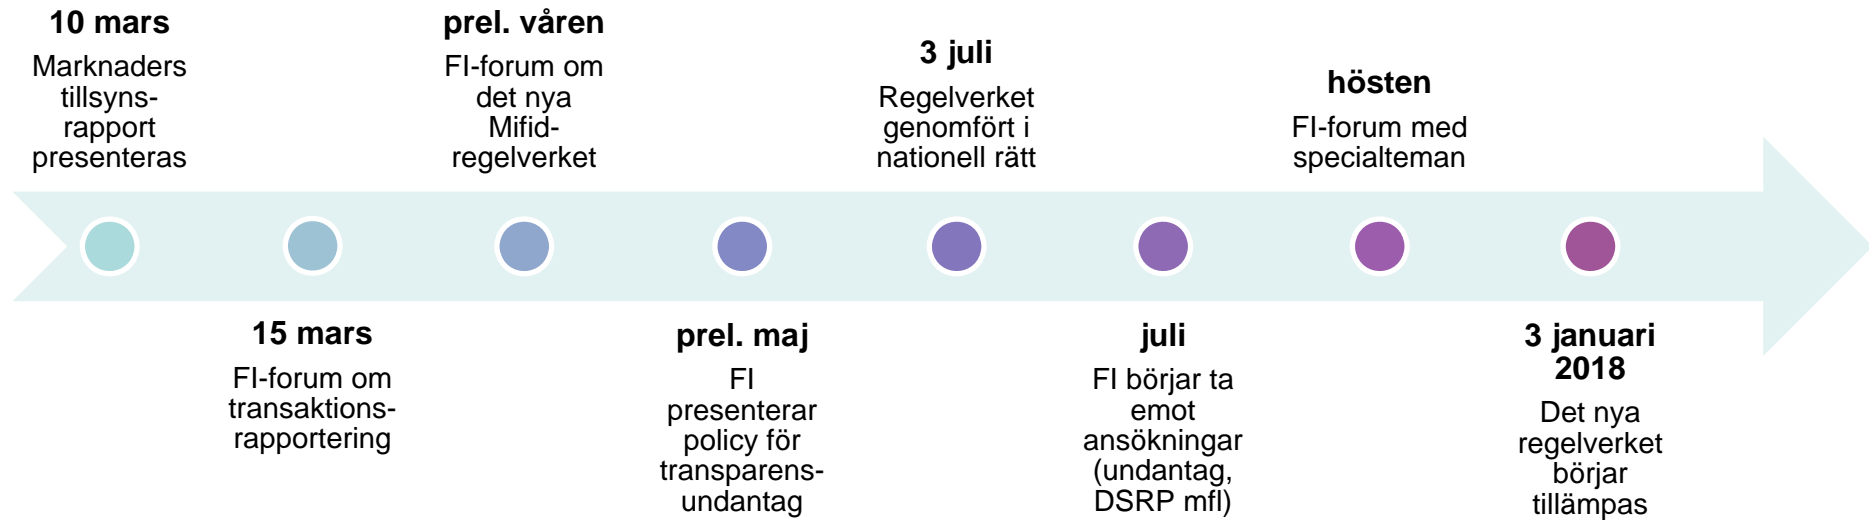 10 mars
Marknaders
tillsyns-
rapport
presenteras
15 mars
FI-forum om
transaktions-
rapportering
prel. våren
FI-forum om
det nya
Mifid-
regelverket
prel. maj
FI
presenterar
policy för
transparens-
undantag
3 juli
Regelverket
genomfört i
nationell rätt
juli
FI börjar ta
emot
ansökningar
(undantag,
DSRP mfl)
hösten
FI-forum med
specialteman
3 januari
2018
Det nya
regelverket
börjar
tillämpas